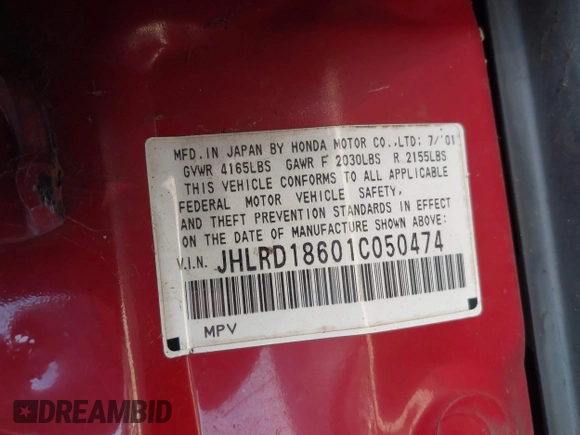 MFD. IN JAPAN BY HONDA MOTOR CO.,LTD: 7/'01
GVWR 4165LBS GAWR F 2030LBS R 2155LBS
THIS VEHICLE CONFORMS TO ALL APPLICABLE
FEDERAL MOTOR VEHICLE SAFETY,
AND THEFT PREVENTION STANDARDS IN EFFECT
ON THE DATE OF MANUFACTURE SHOWN ABOVE:
V.I.N. JHLRD18601C050474
MPV
DREAMBID